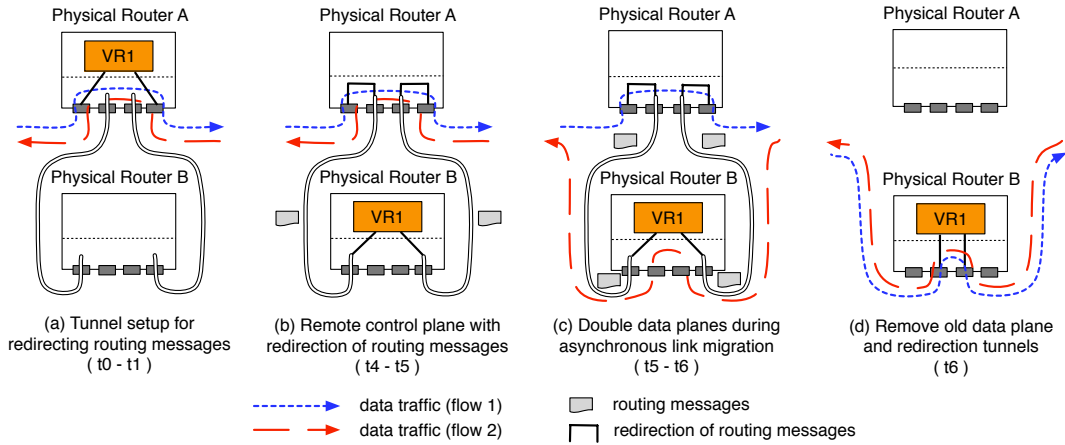 Physical Router A
Physical Router A
Physical Router A
Physical Router A
VR1
Physical Router B
Physical Router B
Physical Router B
Physical Router B
VR1
VR1
VR1
(a) Tunnel setup for
redirecting routing messages
( t0 - t1 )
(b) Remote control plane with
redirection of routing messages
( t4 - t5 )
(c) Double data planes during
asynchronous link migration
( t5 - t6 )
(d) Remove old data plane
and redirection tunnels
( t6 )
data traffic (flow 1)
data traffic (flow 2)
routing messages
redirection of routing messages